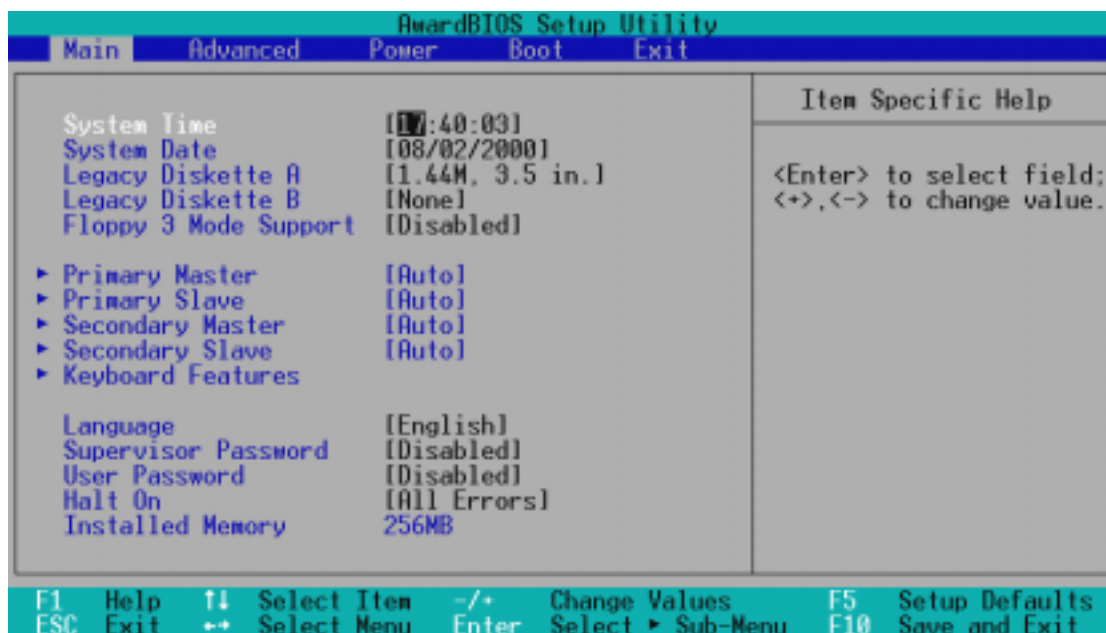 AwardBIOS Setup Utility
Main Advanced Power Boot Exit
System Time [17:40:03]
System Date [08/02/2000]
Legacy Diskette A [1.44M, 3.5 in.]
Legacy Diskette B [None]
Floppy 3 Mode Support [Disabled]
▶ Primary Master [Auto]
▶ Primary Slave [Auto]
▶ Secondary Master [Auto]
▶ Secondary Slave [Auto]
▶ Keyboard Features
Language [English]
Supervisor Password [Disabled]
User Password [Disabled]
Halt On [All Errors]
Installed Memory 256MB
Item Specific Help
<Enter> to select field;
<+>,<-> to change value.
F1 Help ↑↓ Select Item -/+ Change Values F5 Setup Defaults
ESC Exit ←→ Select Menu Enter Select ▶ Sub-Menu F10 Save and Exit